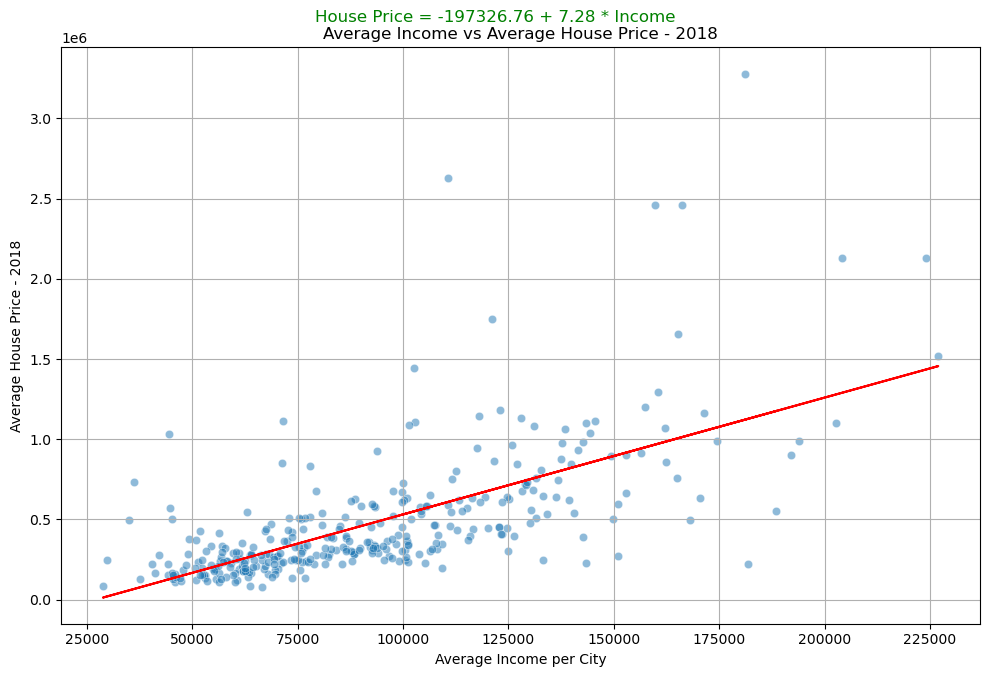 House Price = -197326.76 + 7.28 * Income
Average Income vs Average House Price - 2018
1e6
3.0
2.5
2.0
1.5
1.0
0.5
0.0
Average House Price - 2018
25000 50000 75000 100000 125000 150000 175000 200000 225000
Average Income per City